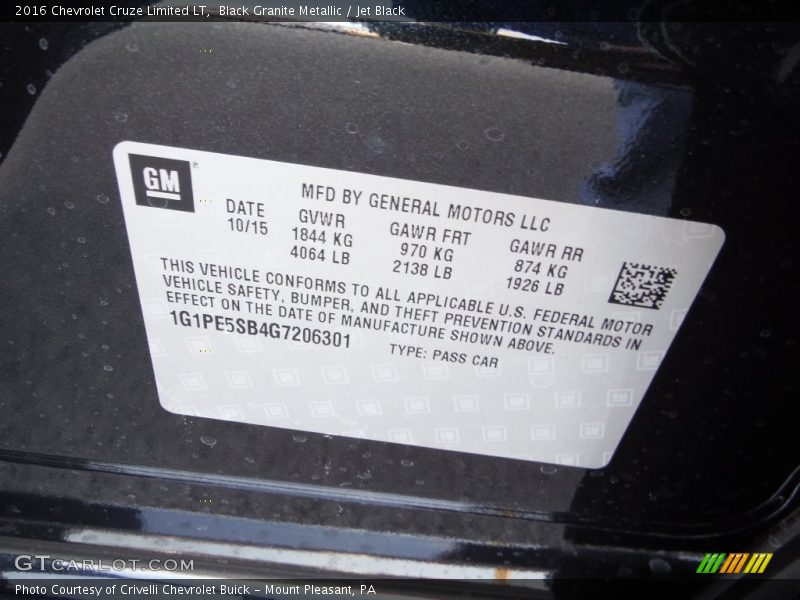 2016 Chevrolet Cruze Limited LT, Black Granite Metallic / Jet Black
GM®
MFD BY GENERAL MOTORS LLC
DATE GVWR GAWR FRT GAWR RR
10/15 1844 KG 970 KG 874 KG
4064 LB 2138 LB 1926 LB
THIS VEHICLE CONFORMS TO ALL APPLICABLE U.S. FEDERAL MOTOR
VEHICLE SAFETY, BUMPER, AND THEFT PREVENTION STANDARDS IN
EFFECT ON THE DATE OF MANUFACTURE SHOWN ABOVE.
1G1PE5SB4G7206301 TYPE: PASS CAR
GTCARLOT.COM
Photo Courtesy of Crivelli Chevrolet Buick - Mount Pleasant, PA